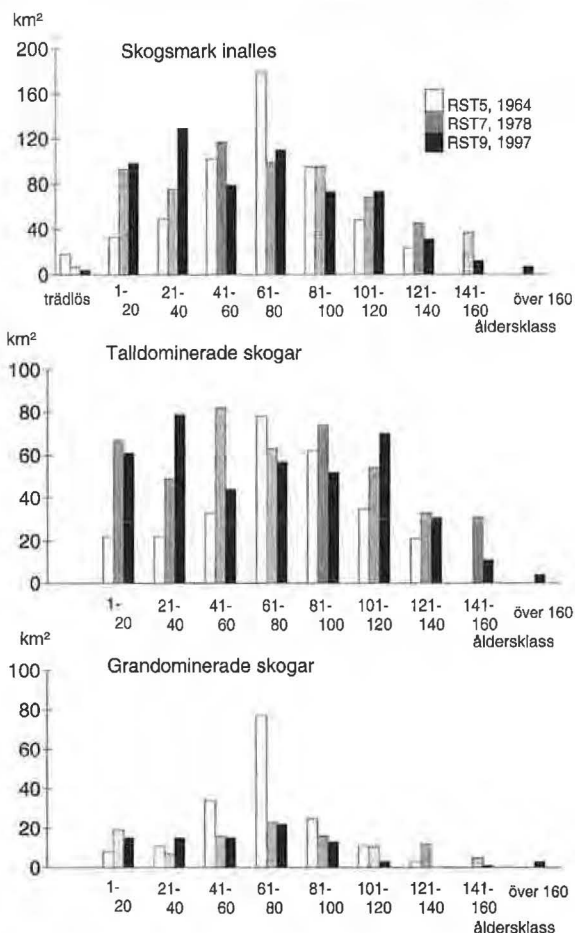 km²
Skogsmark inalles
200
160
120
80
40
0
RST5, 1964
RST7, 1978
RST9, 1997
trädlös 1-20 21-40 41-60 61-80 81-100 101-120 121-140 141-160 över 160
åldersklass
km²
Talldominerade skogar
100
80
60
40
20
0
1-20 21-40 41-60 61-80 81-100 101-120 121-140 141-160 över 160
åldersklass
km²
Grandominerade skogar
100
80
60
40
20
0
1-20 21-40 41-60 61-80 81-100 101-120 121-140 141-160 över 160
åldersklass